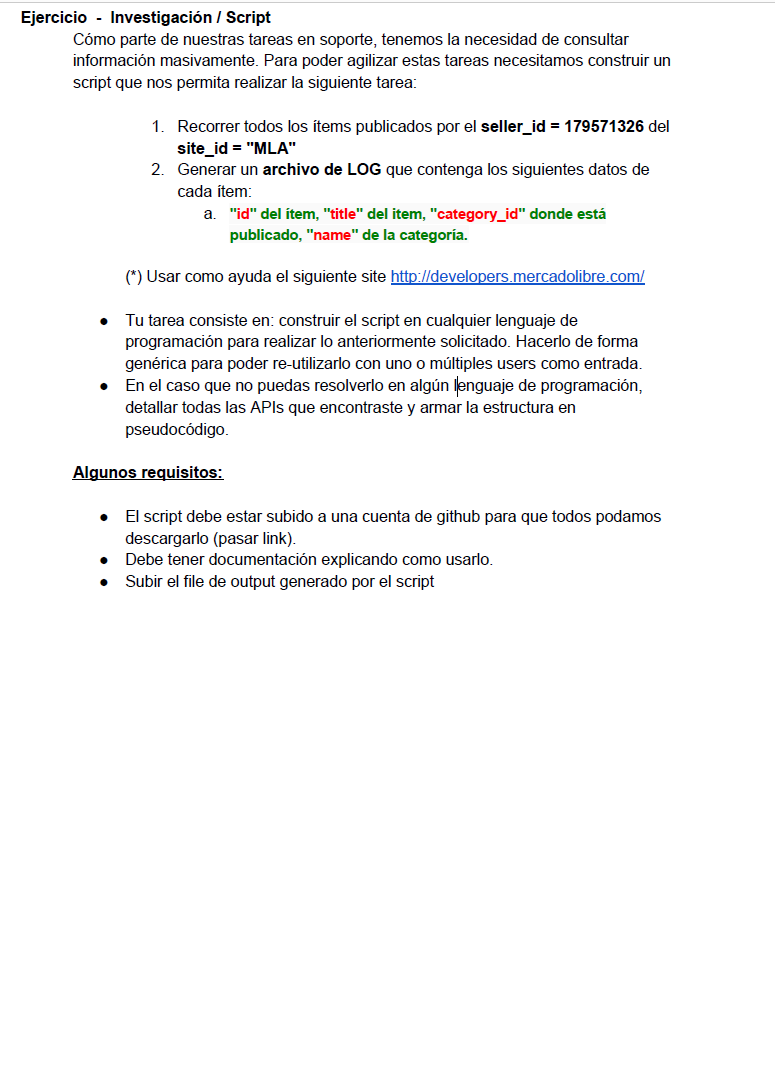 Ejercicio - Investigación / Script
Cómo parte de nuestras tareas en soporte, tenemos la necesidad de consultar
información masivamente. Para poder agilizar estas tareas necesitamos construir un
script que nos permita realizar la siguiente tarea:
1. Recorrer todos los ítems publicados por el seller_id = 179571326 del
site_id = "MLA"
2. Generar un archivo de LOG que contenga los siguientes datos de
cada ítem:
a. "id" del ítem, "title" del item, "category_id" donde está
publicado, "name" de la categoría.
(*) Usar como ayuda el siguiente site http://developers.mercadolibre.com/
● Tu tarea consiste en: construir el script en cualquier lenguaje de
programación para realizar lo anteriormente solicitado. Hacerlo de forma
genérica para poder re-utilizarlo con uno o múltiples users como entrada.
● En el caso que no puedas resolverlo en algún lenguaje de programación,
detallar todas las APIs que encontraste y armar la estructura en
pseudocódigo.
Algunos requisitos:
● El script debe estar subido a una cuenta de github para que todos podamos
descargarlo (pasar link).
● Debe tener documentación explicando como usarlo.
● Subir el file de output generado por el script